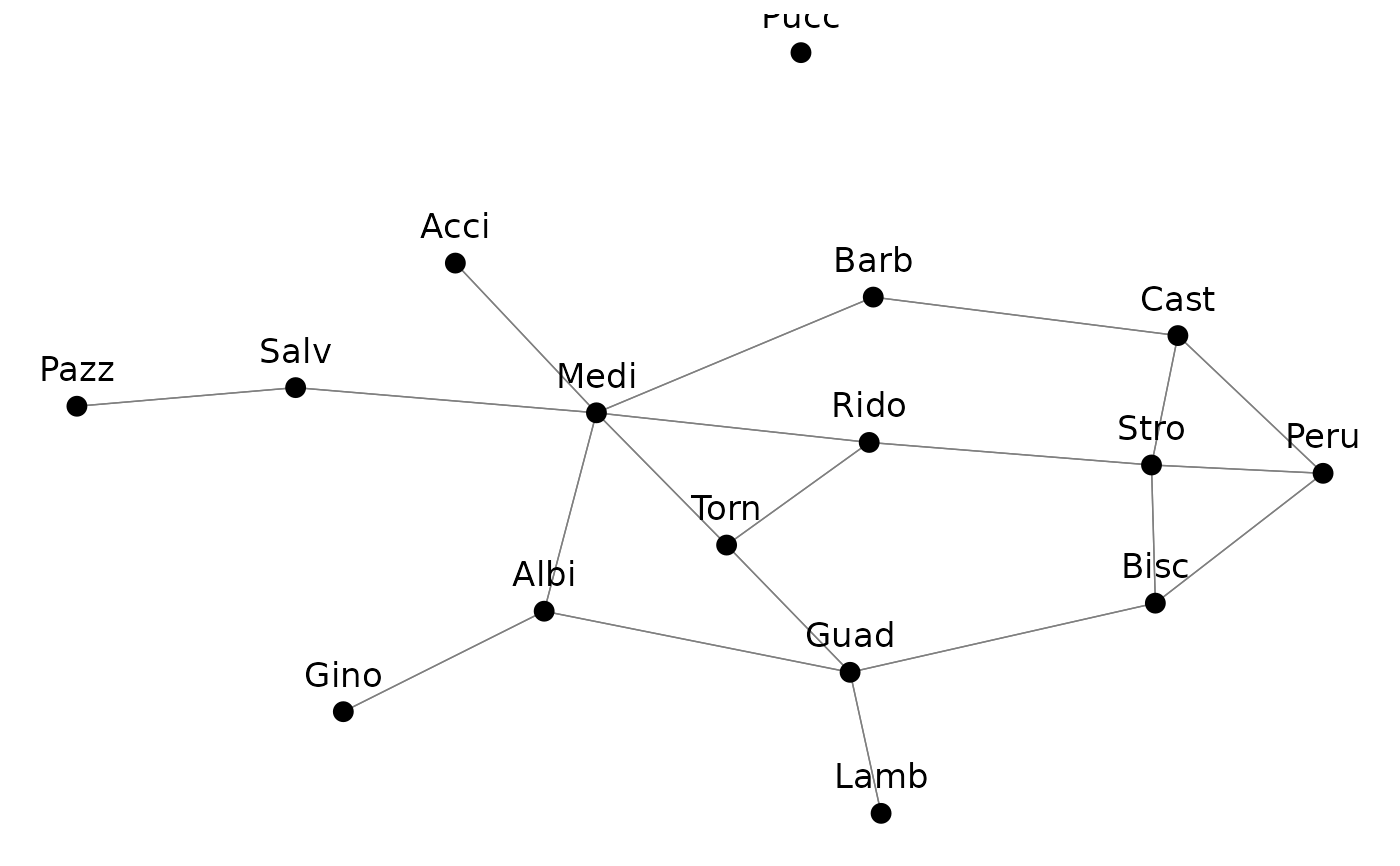 Pucc
Acci
Barb
Cast
Salv
Pazz
Medi
Rido
Stro
Peru
Torn
Bisc
Albi
Guad
Gino
Lamb